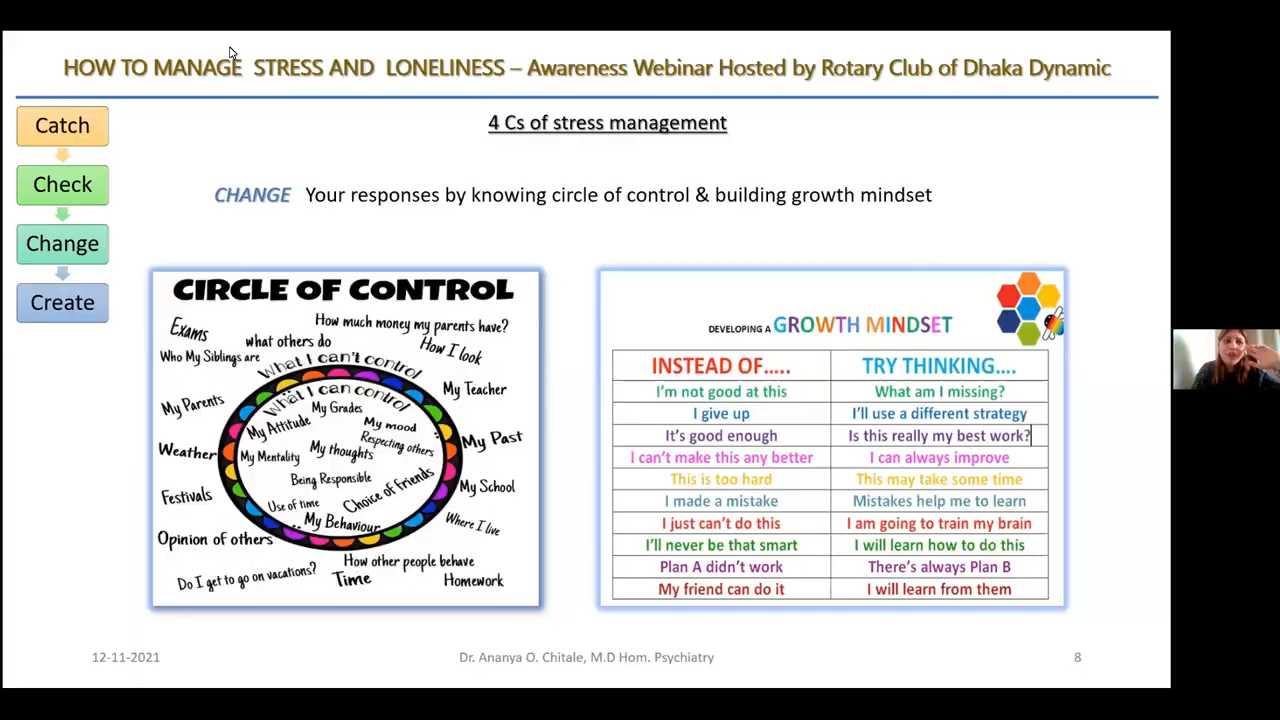 HOW TO MANAGE STRESS AND LONELINESS – Awareness Webinar Hosted by Rotary Club of Dhaka Dynamic
Catch
Check
Change
Create
4 Cs of stress management
CHANGE Your responses by knowing circle of control & building growth mindset
CIRCLE OF CONTROL
Exams
How much money my parents have?
what others do
How I look
Who My Siblings are
What I can't control
My Teacher
My Parents
What I can control
My Grades
My Attitude
My mood
Respecting others
My Past
Weather
My Mentality
My thoughts
Being Responsible
Choice of Friends
My School
Festivals
Use of time
My Behaviour
Where I live
Opinion of others
How other people behave
Do I get to go on vacations?
Time
Homework
DEVELOPING A GROWTH MINDSET
INSTEAD OF..... TRY THINKING....
I'm not good at this What am I missing?
I give up I'll use a different strategy
It's good enough Is this really my best work?
I can't make this any better I can always improve
This is too hard This may take some time
I made a mistake Mistakes help me to learn
I just can't do this I am going to train my brain
I'll never be that smart I will learn how to do this
Plan A didn't work There's always Plan B
My friend can do it I will learn from them
12-11-2021
Dr. Ananya O. Chitale, M.D Hom. Psychiatry
8